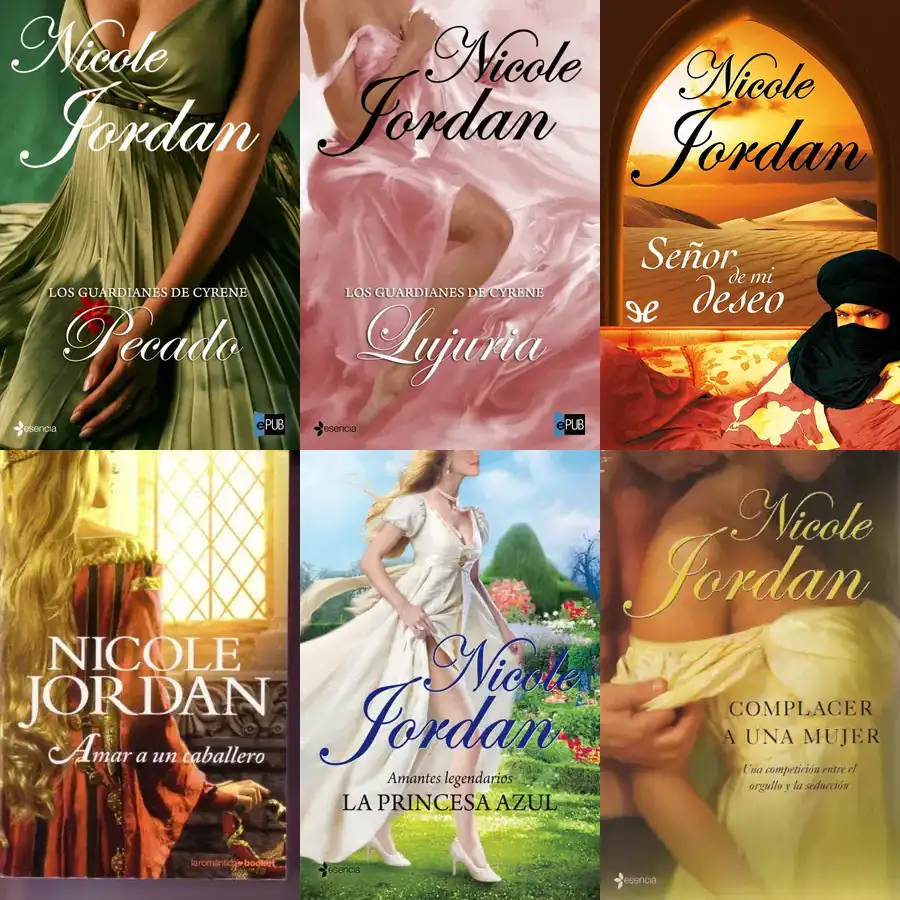 Nicole
Jordan
LOS GUARDIANES DE CYRENE
Pecado
esencia
ePUB
Nicole
Jordan
LOS GUARDIANES DE CYRENE
Lujuria
esencia
ePUB
Nicole
Jordan
Señor
de mi
deseo
NICOLE
JORDAN
Amar a un caballero
laromántica booket
Nicole
Jordan
Amantes legendarios
LA PRINCESA AZUL
esencia
Nicole
Jordan
COMPLACER
A UNA MUJER
Una competición entre el
orgullo y la seducción
esencia